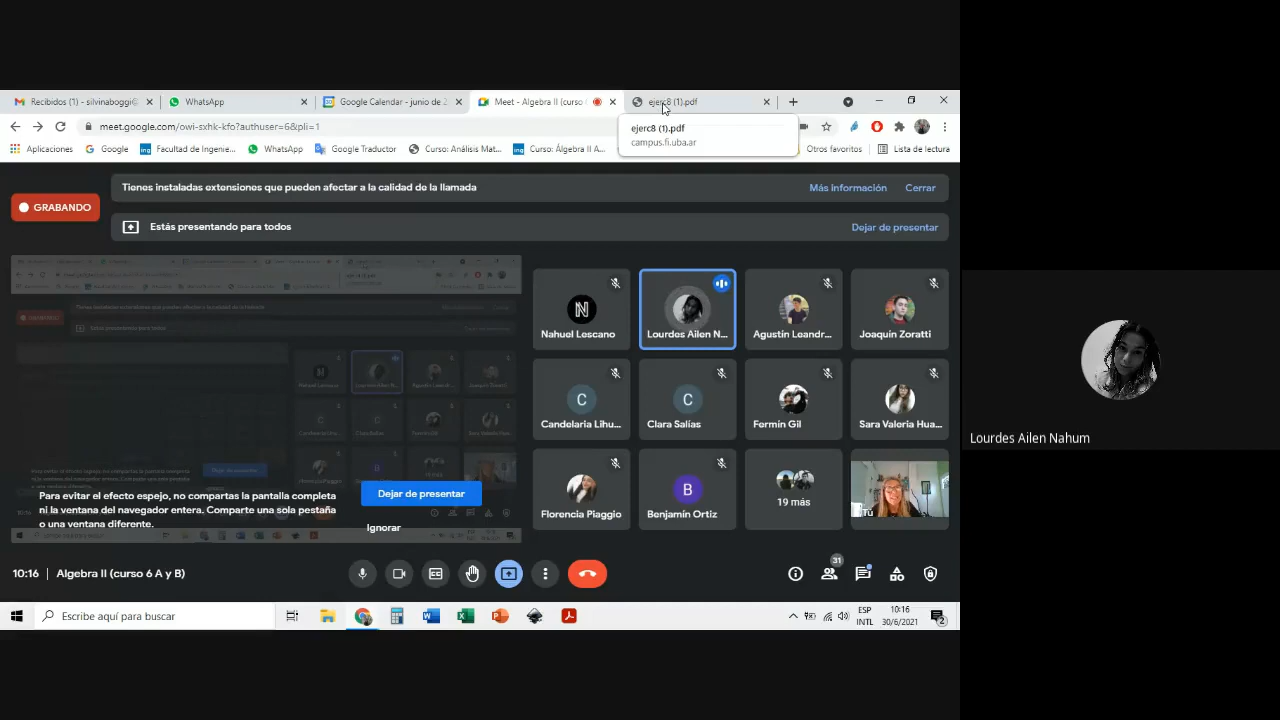 Recibidos (1) - silvinaboggi@
WhatsApp
Google Calendar - junio de 2
Meet - Algebra II (curso
ejerc8 (1).pdf
meet.google.com/owi-sxhk-kfo?authuser=6&pli=1
ejerc8 (1).pdf
campus.fi.uba.ar
Aplicaciones
Google
Facultad de Ingenie...
WhatsApp
Google Traductor
Curso: Análisis Mat...
Curso: Álgebra II A...
Otros favoritos
Lista de lectura
Tienes instaladas extensiones que pueden afectar a la calidad de la llamada
Más información
Cerrar
GRABANDO
Estás presentando para todos
Dejar de presentar
Nahuel Lescano
Lourdes Ailen N...
Agustín Leandr...
Joaquín Zoratti
Candelaria Lihu...
Clara Salías
Fermín Gil
Sara Valeria Hua...
Florencia Piaggio
Benjamín Ortiz
19 más
Tú
N
C
C
B
Para evitar el efecto espejo, no compartas la pantalla completa
ni la ventana del navegador entera. Comparte una sola pestaña
o una ventana diferente.
Dejar de presentar
Ignorar
10:16 | Algebra II (curso 6 A y B)
31
Escribe aquí para buscar
ESP
INTL
10:16
30/6/2021
2
Lourdes Ailen Nahum